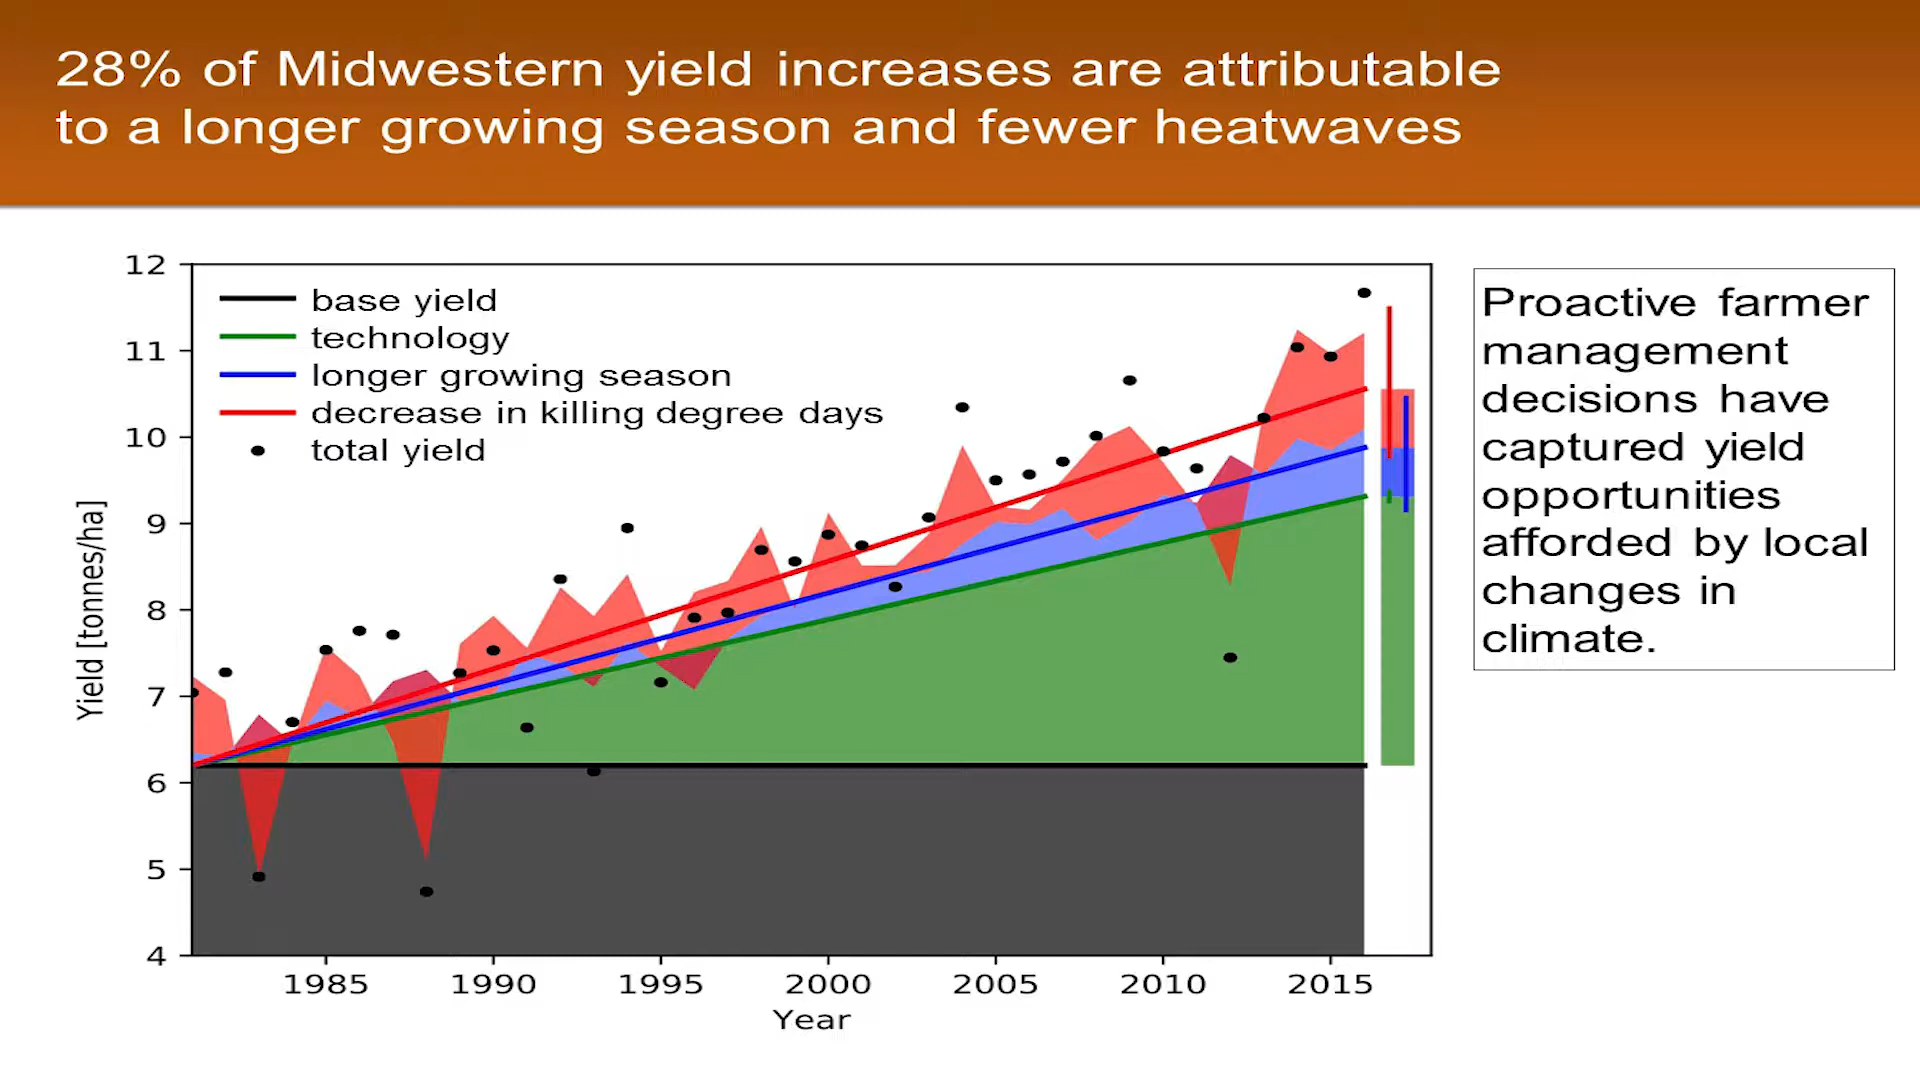 28% of Midwestern yield increases are attributable
to a longer growing season and fewer heatwaves
12
11
10
9
8
7
6
5
4
Yield [tonnes/ha]
base yield
technology
longer growing season
decrease in killing degree days
total yield
1985 1990 1995 2000 2005 2010 2015
Year
Proactive farmer
management
decisions have
captured yield
opportunities
afforded by local
changes in
climate.